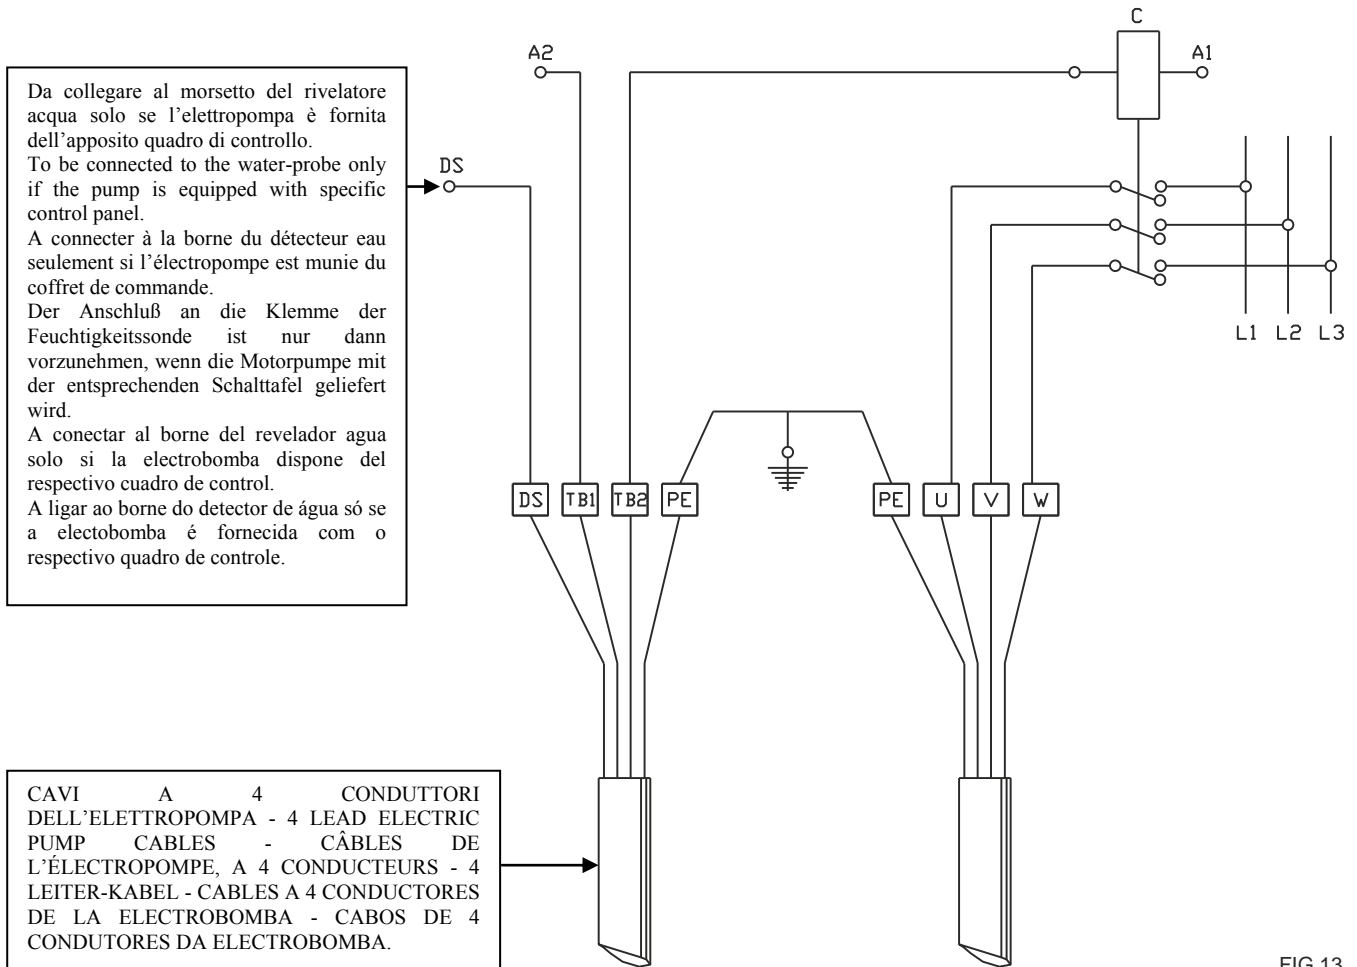 C
A2
A1
Da collegare al morsetto del rivelatore
acqua solo se l’elettropompa è fornita
dell’apposito quadro di controllo.
To be connected to the water-probe only
if the pump is equipped with specific
control panel.
A connecter à la borne du détecteur eau
seulement si l’électropompe est munie du
coffret de commande.
Der Anschluß an die Klemme der
Feuchtigkeitssonde ist nur dann
vorzunehmen, wenn die Motorpumpe mit
der entsprechenden Schalttafel geliefert
wird.
A conectar al borne del revelador agua
solo si la electrobomba dispone del
respectivo cuadro de control.
A ligar ao borne do detector de água só se
a electobomba é fornecida com o
respectivo quadro de controle.
DS
L1 L2 L3
DS TB1 TB2 PE PE U V W
CAVI A 4 CONDUTTORI
DELL’ELETTROPOMPA - 4 LEAD ELECTRIC
PUMP CABLES - CÂBLES DE
L’ÉLECTROPOMPE, A 4 CONDUCTEURS - 4
LEITER-KABEL - CABLES A 4 CONDUCTORES
DE LA ELECTROBOMBA - CABOS DE 4
CONDUTORES DA ELECTROBOMBA.
FIG.13